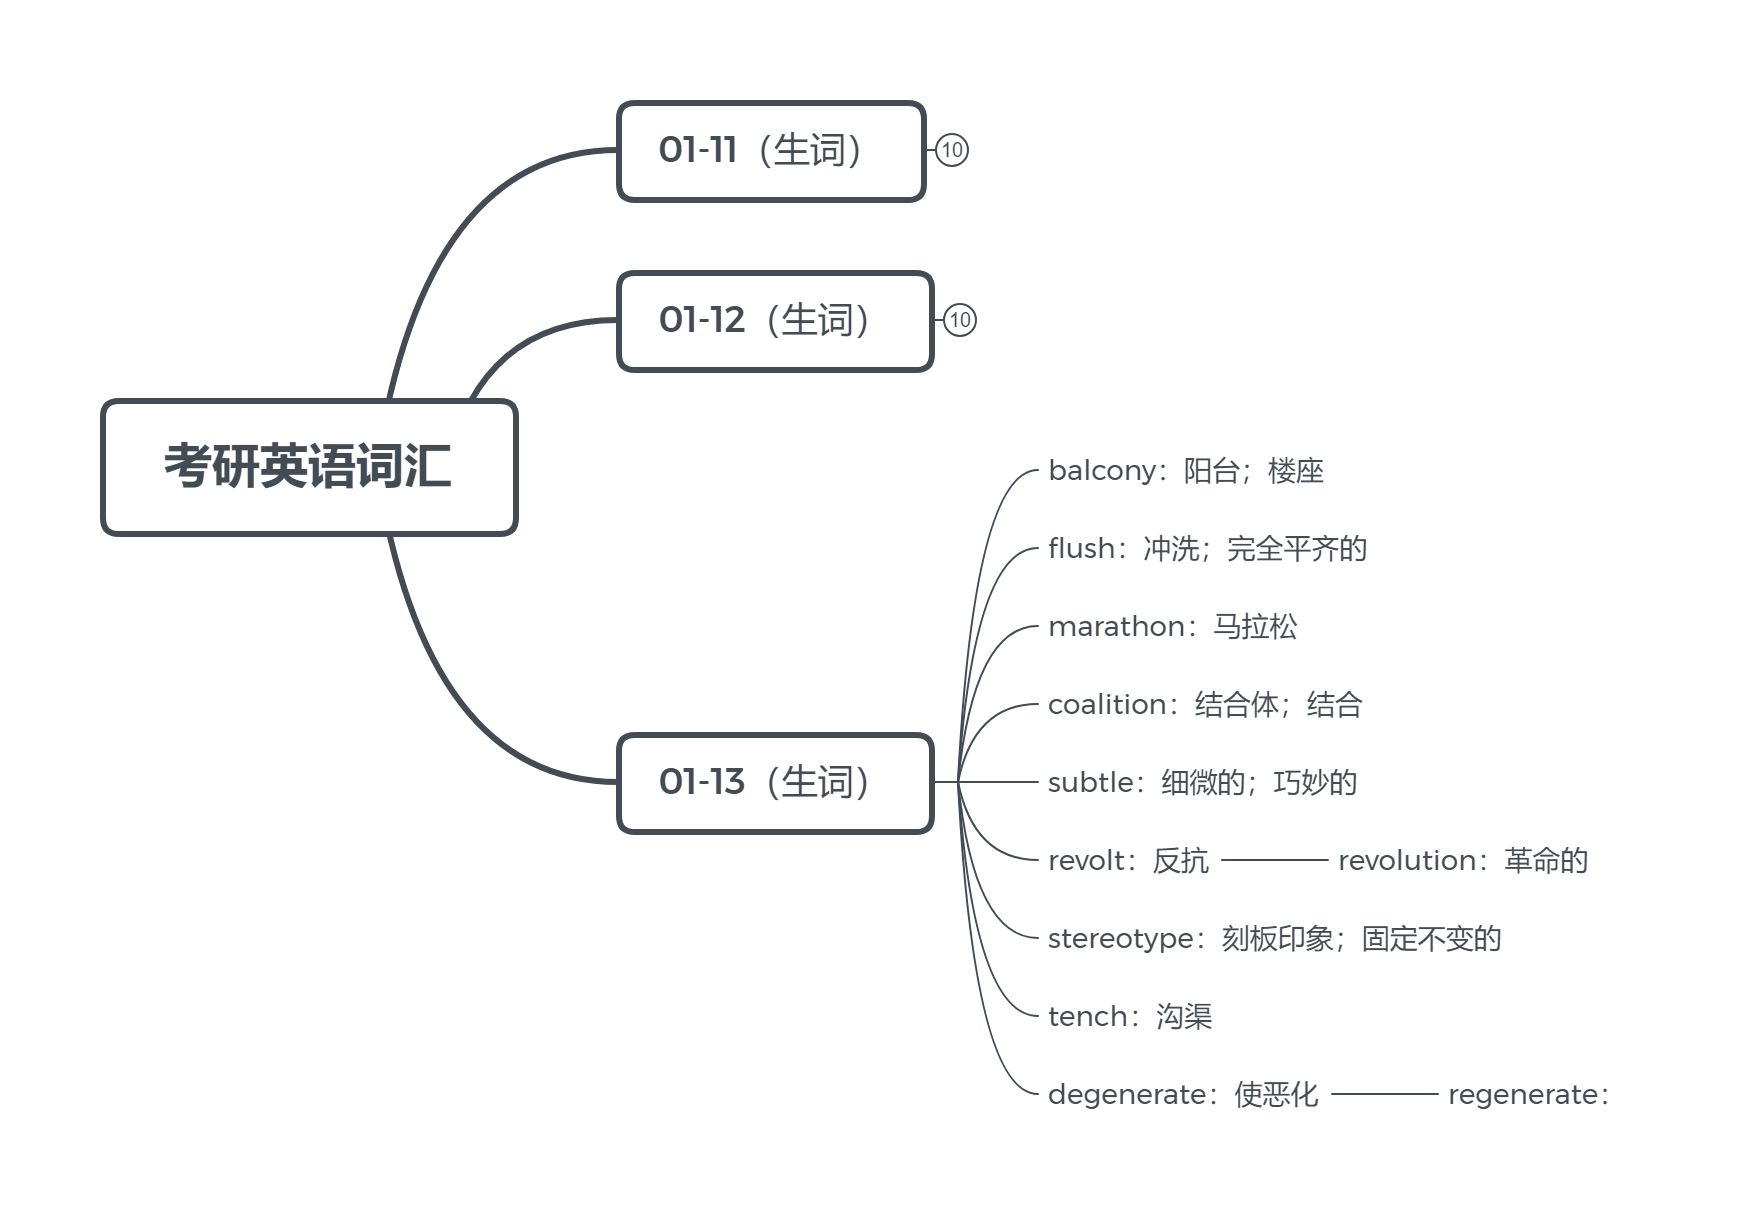 01-11（生词）
10
01-12（生词）
10
考研英语词汇
01-13（生词）
balcony：阳台；楼座
flush：冲洗；完全平齐的
marathon：马拉松
coalition：结合体；结合
subtle：细微的；巧妙的
revolt：反抗
revolution：革命的
stereotype：刻板印象；固定不变的
tench：沟渠
degenerate：使恶化
regenerate：